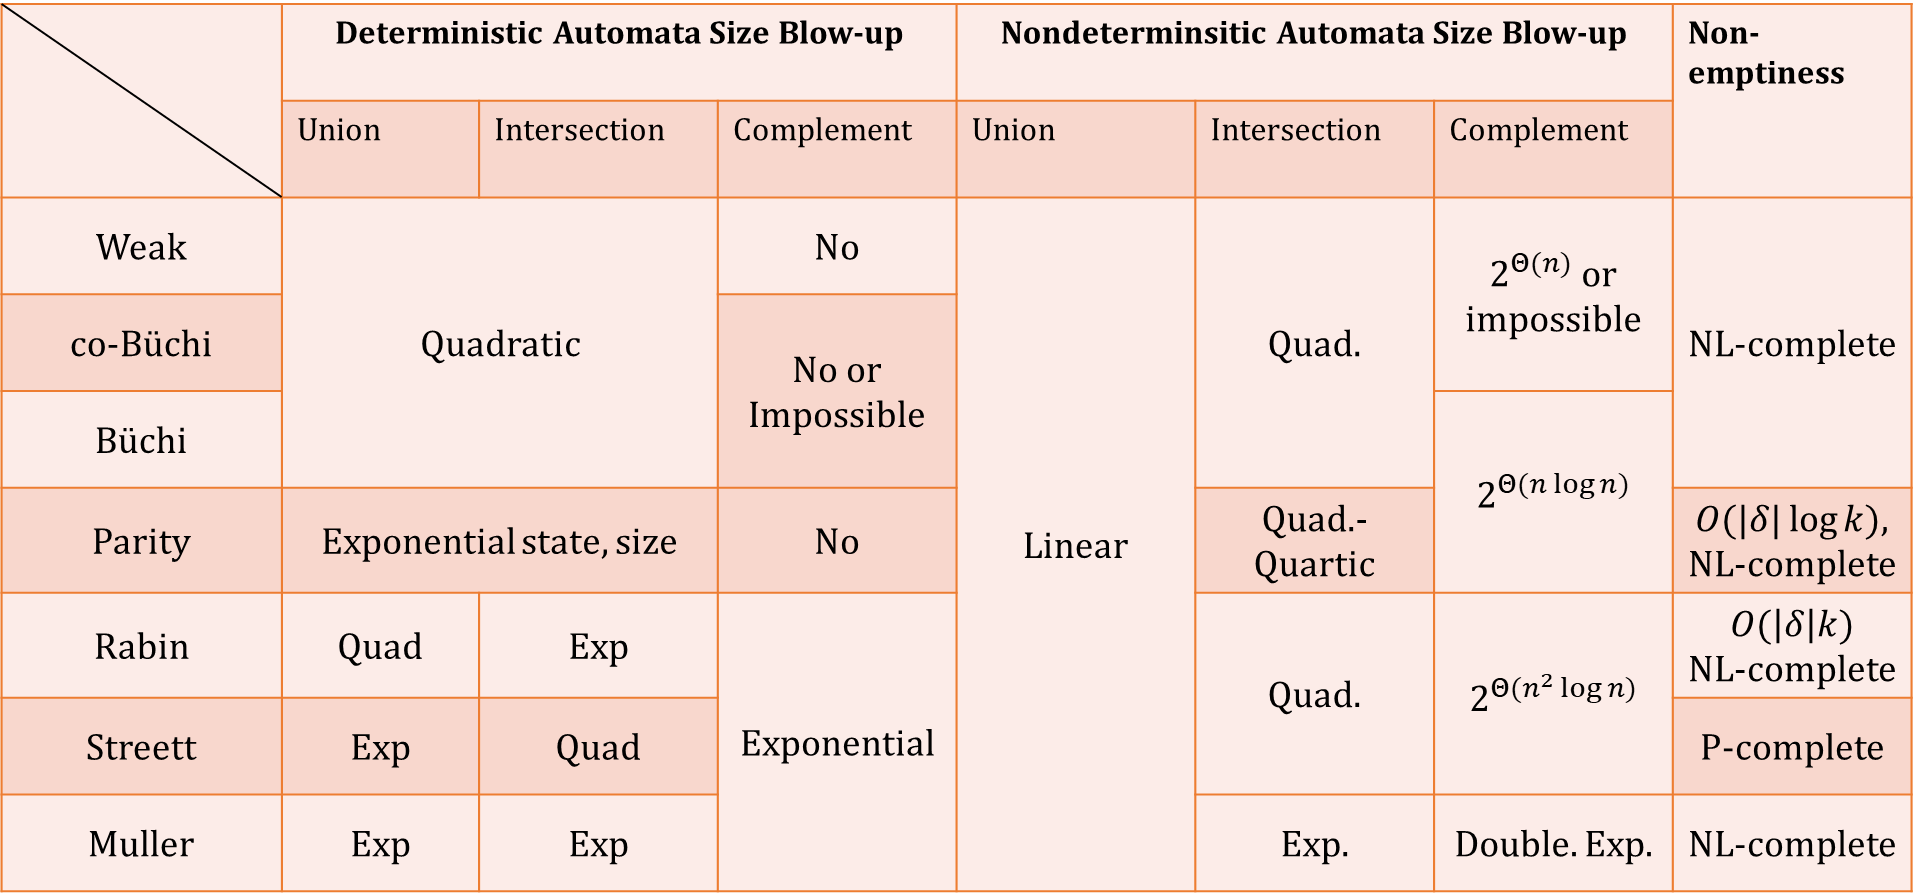 Deterministic Automata Size Blow-up
Nondeterminsitic Automata Size Blow-up
Non-
emptiness
Union
Intersection
Complement
Union
Intersection
Complement
Weak
Quadratic
No
Linear
Quad.
2^Θ(n) or
impossible
NL-complete
co-Büchi
No or
Impossible
Büchi
2^Θ(n log n)
Parity
Exponential state, size
No
Quad.-
Quartic
O(|δ| log k),
NL-complete
Rabin
Quad
Exp
Exponential
Quad.
2^Θ(n² log n)
O(|δ|k)
NL-complete
Streett
Exp
Quad
P-complete
Muller
Exp
Exp
Exp.
Double. Exp.
NL-complete